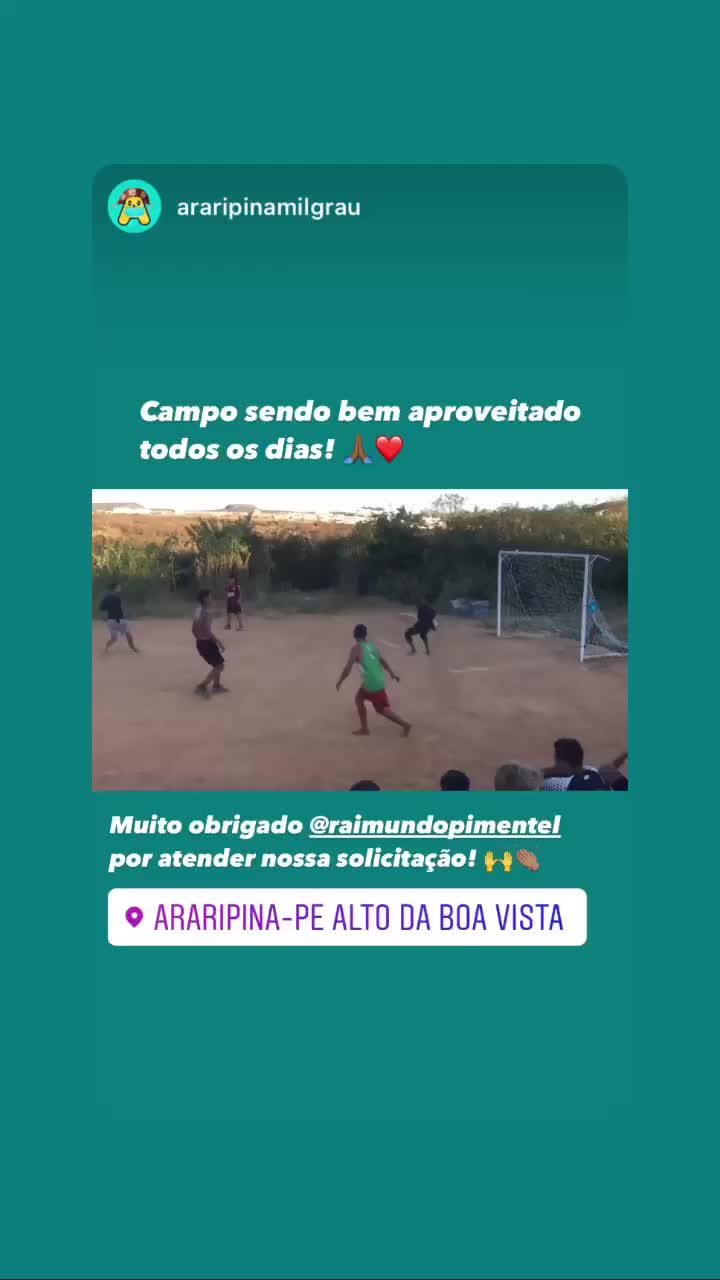 araripinamilgrau
Campo sendo bem aproveitado
todos os dias! 🙏🏾❤️
Muito obrigado @raimundopimentel
por atender nossa solicitação! 🙌👏🏽
ARARIPINA-PE ALTO DA BOA VISTA